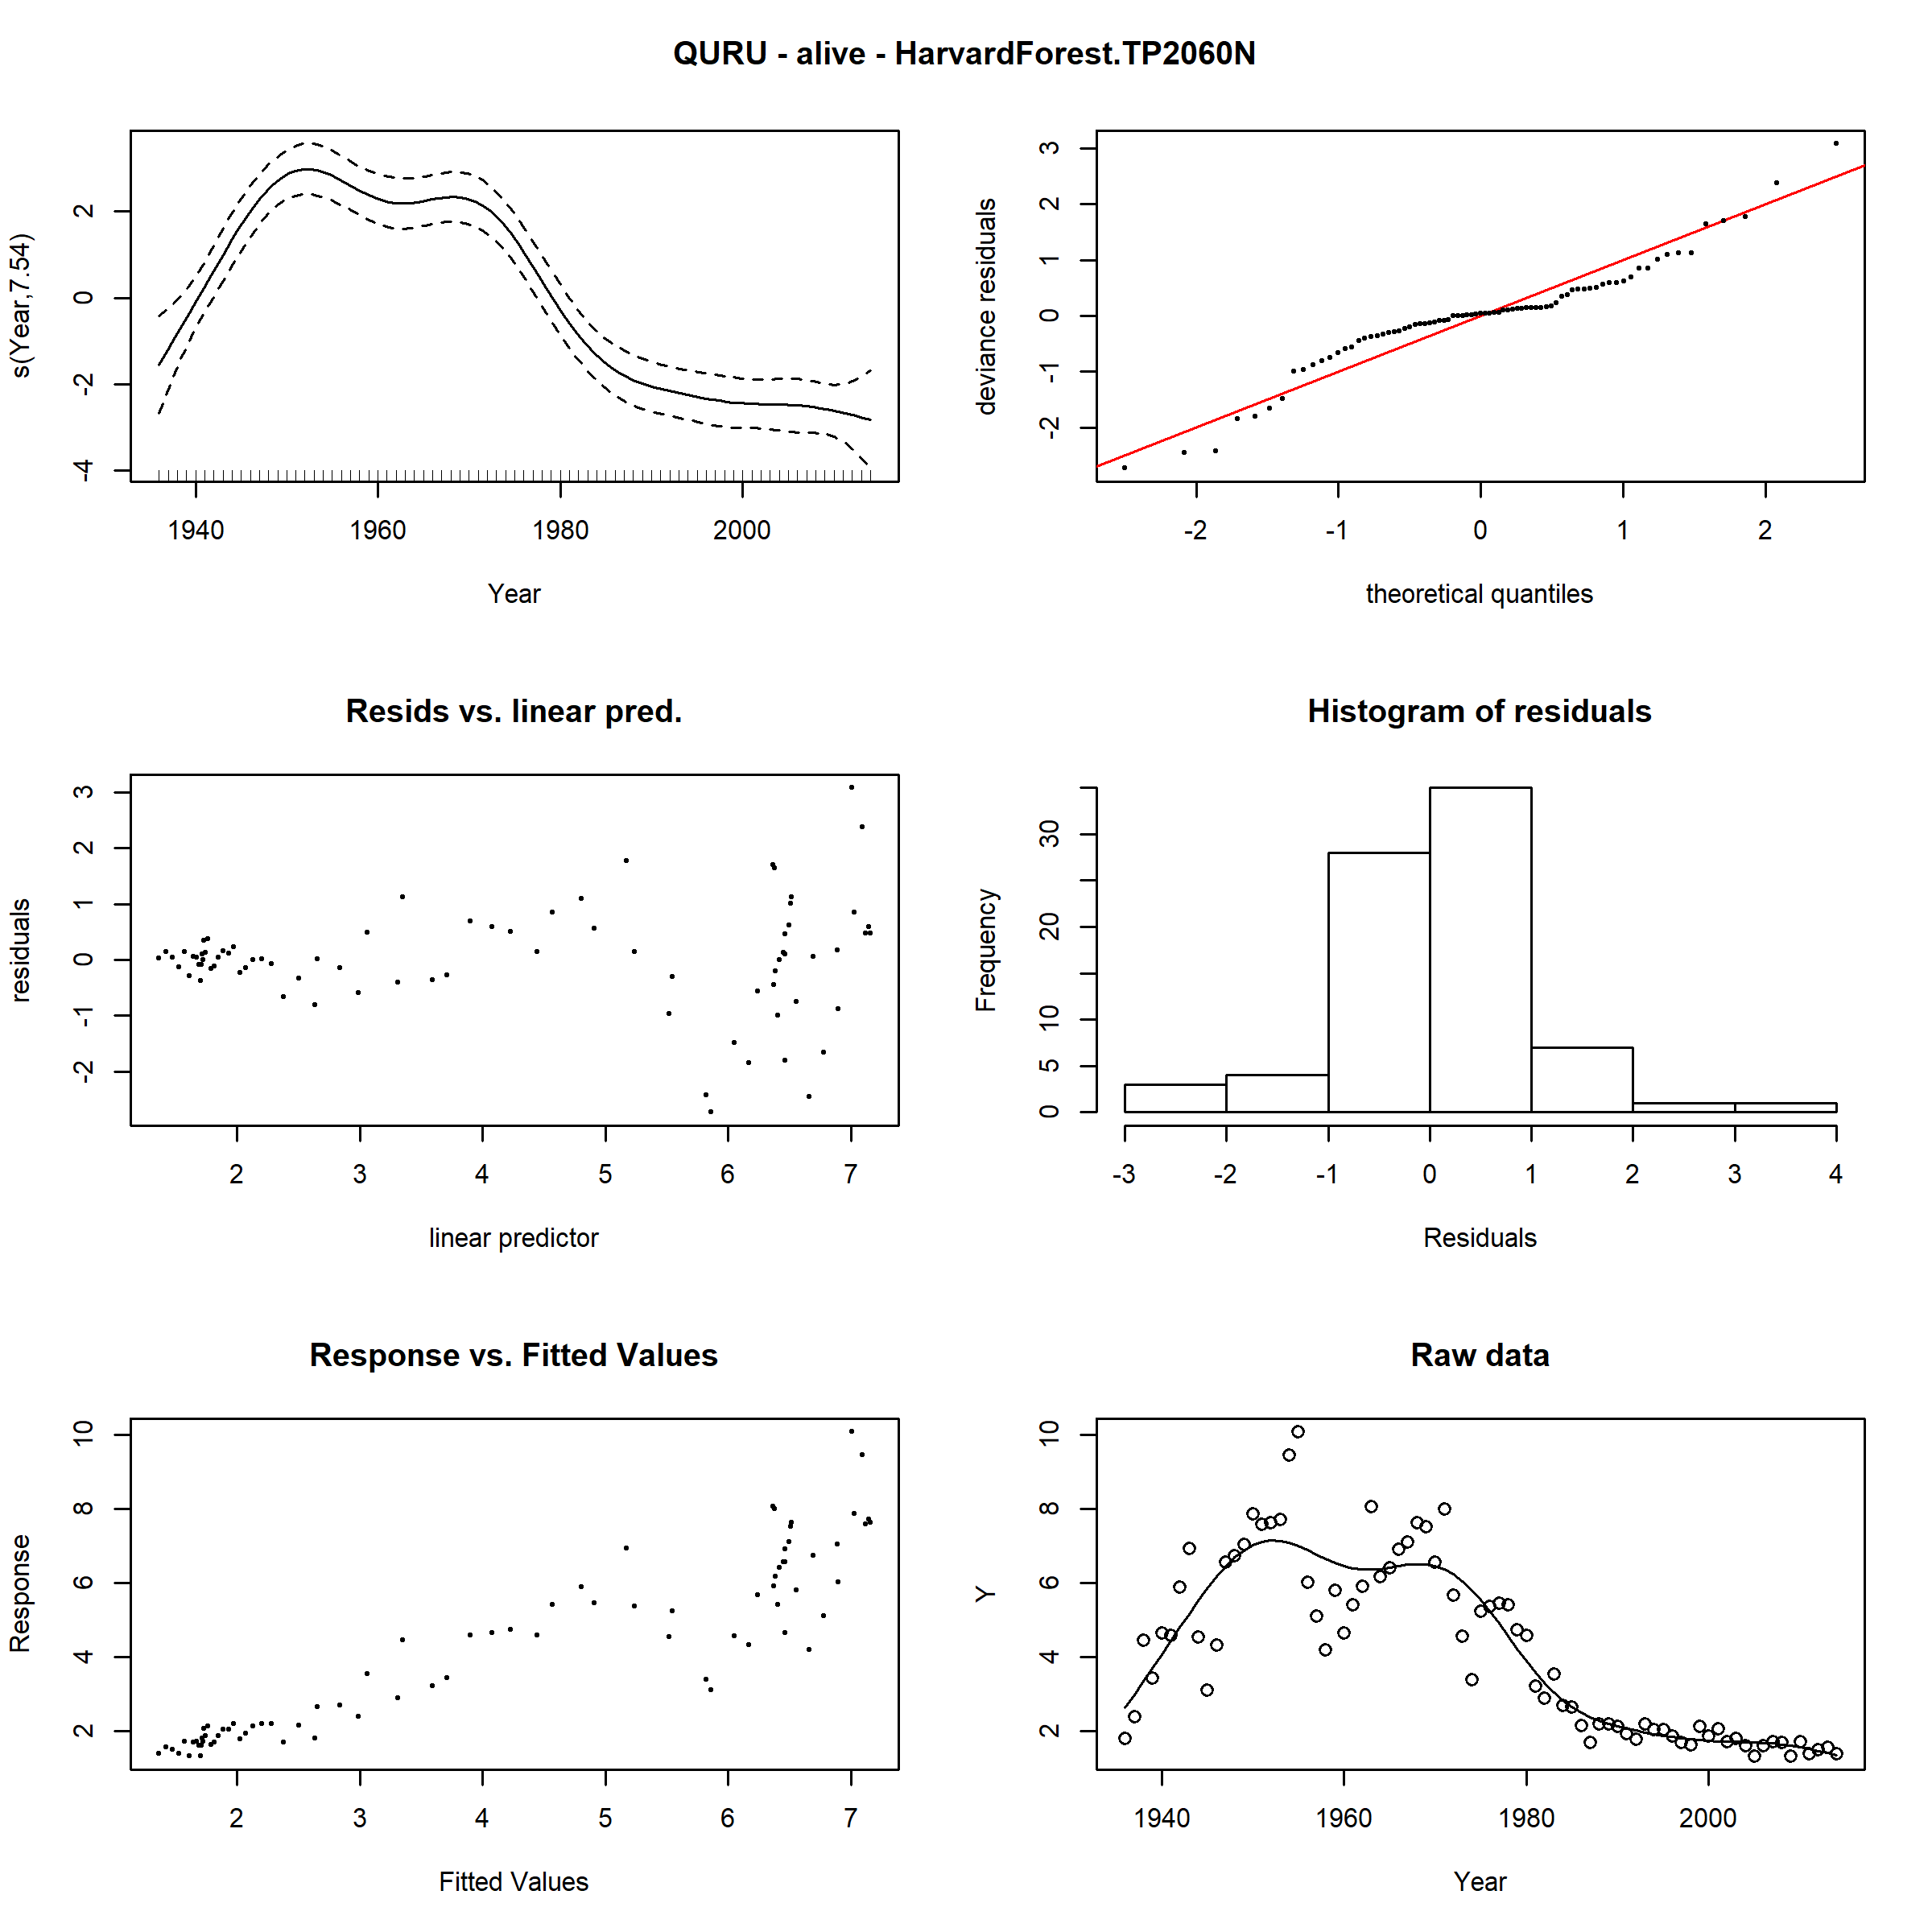 QURU - alive - HarvardForest.TP2060N
s(Year,7.54)
2
0
-2
-4
1940 1960 1980 2000
Year
deviance residuals
3
2
1
0
-1
-2
-2 -1 0 1 2
theoretical quantiles
Resids vs. linear pred.
residuals
3
2
1
0
-1
-2
2 3 4 5 6 7
linear predictor
Histogram of residuals
Frequency
30
20
10
5
0
-3 -2 -1 0 1 2 3 4
Residuals
Response vs. Fitted Values
Response
10
8
6
4
2
2 3 4 5 6 7
Fitted Values
Raw data
Y
10
8
6
4
2
1940 1960 1980 2000
Year